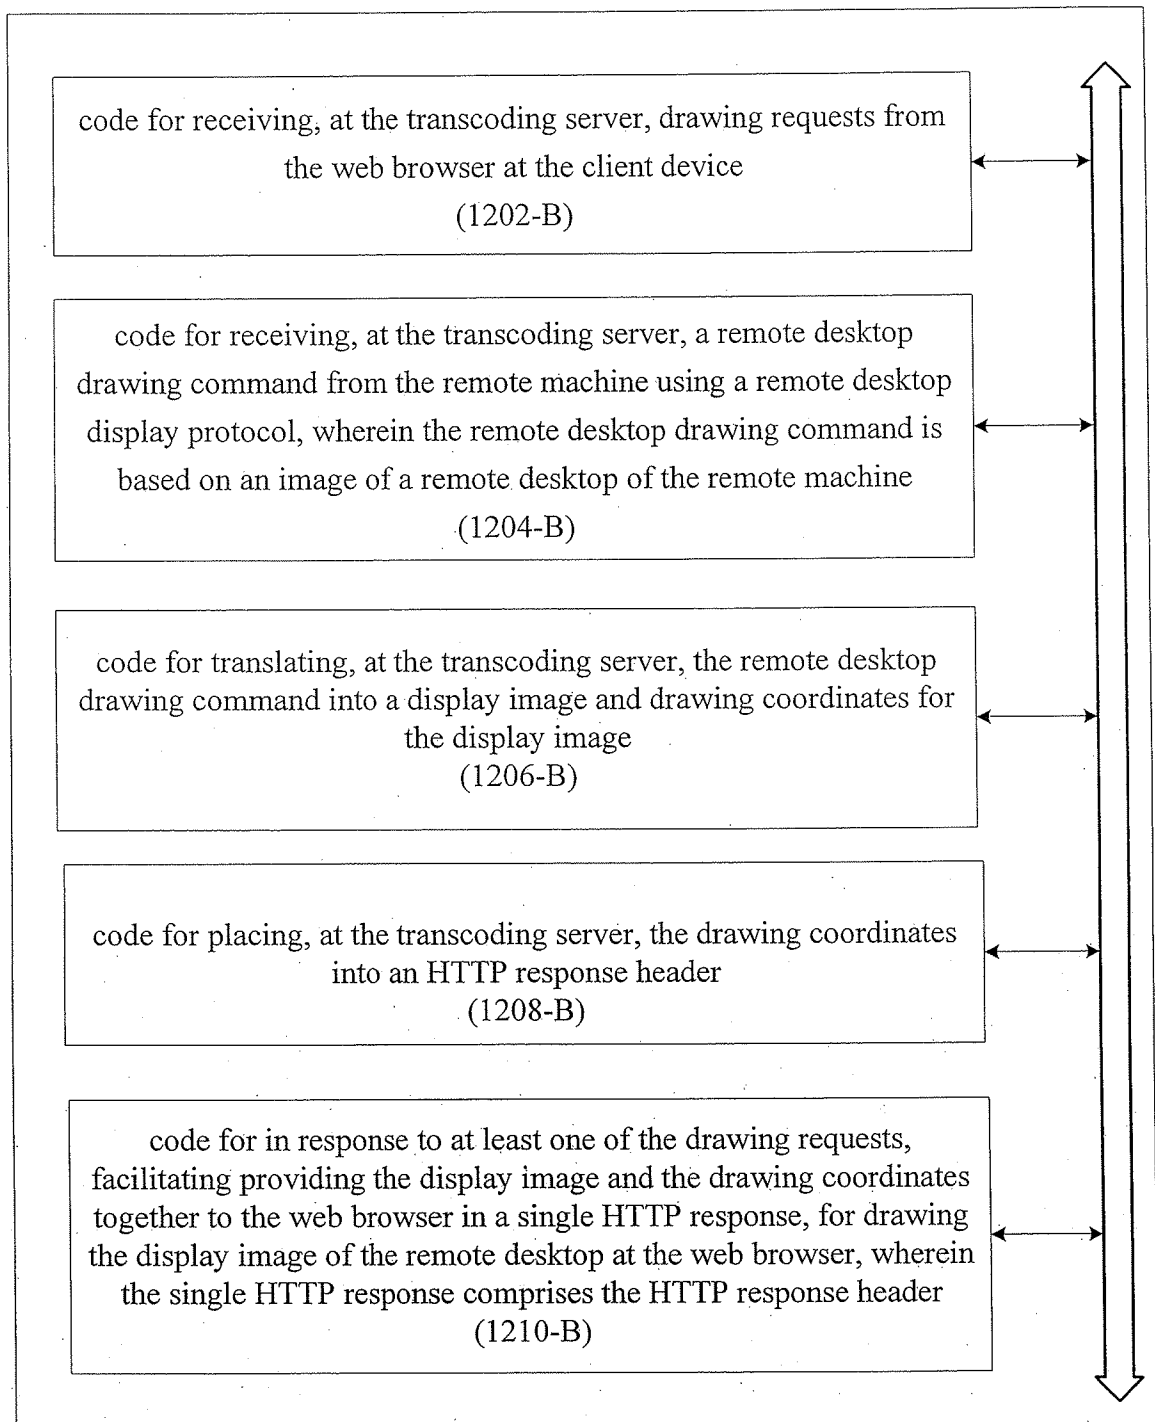 code for receiving, at the transcoding server, drawing requests from
the web browser at the client device
(1202-B)
code for receiving, at the transcoding server, a remote desktop
drawing command from the remote machine using a remote desktop
display protocol, wherein the remote desktop drawing command is
based on an image of a remote desktop of the remote machine
(1204-B)
code for translating, at the transcoding server, the remote desktop
drawing command into a display image and drawing coordinates for
the display image
(1206-B)
code for placing, at the transcoding server, the drawing coordinates
into an HTTP response header
(1208-B)
code for in response to at least one of the drawing requests,
facilitating providing the display image and the drawing coordinates
together to the web browser in a single HTTP response, for drawing
the display image of the remote desktop at the web browser, wherein
the single HTTP response comprises the HTTP response header
(1210-B)